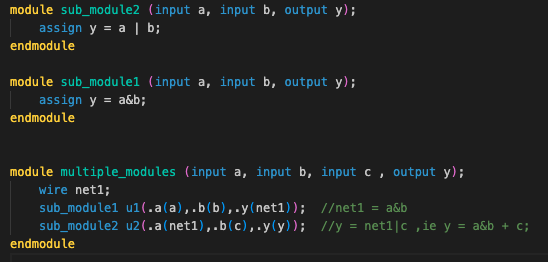 module sub_module2 (input a, input b, output y);
    assign y = a | b;
endmodule

module sub_module1 (input a, input b, output y);
    assign y = a&b;
endmodule


module multiple_modules (input a, input b, input c , output y);
    wire net1;
    sub_module1 u1(.a(a),.b(b),.y(net1));  //net1 = a&b
    sub_module2 u2(.a(net1),.b(c),.y(y));  //y = net1|c ,ie y = a&b + c;
endmodule